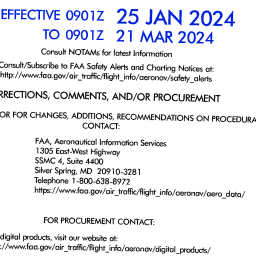 EFFECTIVE 0901Z 25 JAN 2024
TO 0901Z 21 MAR 2024
Consult NOTAMs for latest information
Consult/Subscribe to FAA Safety Alerts and Charting Notices at:
http://www.faa.gov/air_traffic/flight_info/aeronav/safety_alerts
RRECTIONS, COMMENTS, AND/OR PROCUREMENT
OR FOR CHANGES, ADDITIONS, RECOMMENDATIONS ON PROCEDURA
CONTACT:
FAA, Aeronautical Information Services
1305 East-West Highway
SSMC 4, Suite 4400
Silver Spring, MD 20910-3281
Telephone 1-800-638-8972
https://www.faa.gov/air_traffic/flight_info/aeronav/aero_data/
FOR PROCUREMENT CONTACT:
digital products, visit our website at:
://www.faa.gov/air_traffic/flight_info/aeronav/digital_products/